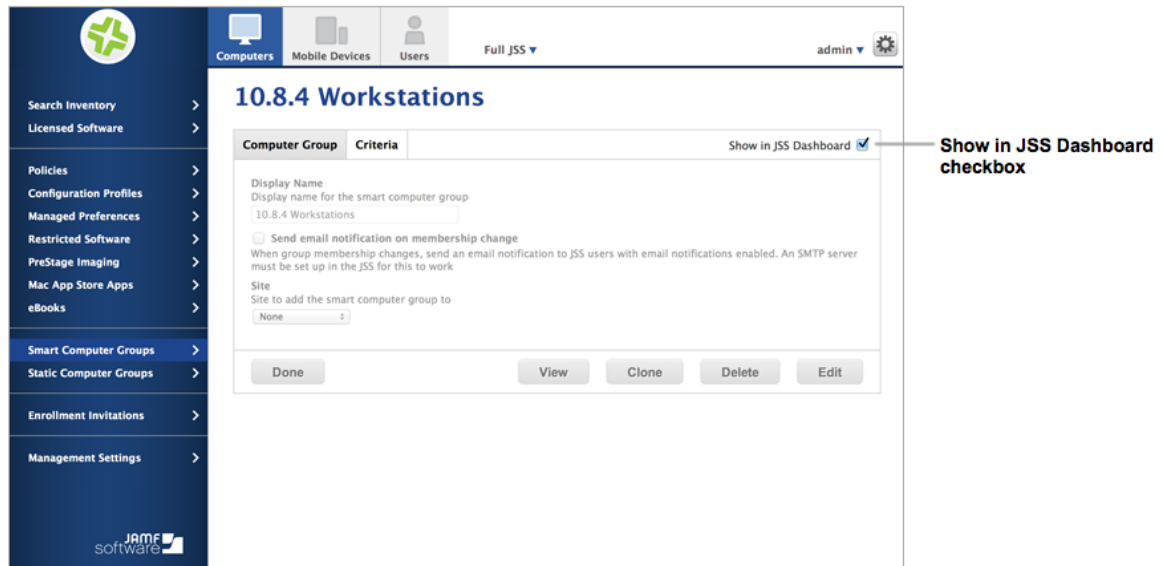 Computers
Mobile Devices
Users
Full JSS
admin
Search Inventory
Licensed Software
Policies
Configuration Profiles
Managed Preferences
Restricted Software
PreStage Imaging
Mac App Store Apps
eBooks
Smart Computer Groups
Static Computer Groups
Enrollment Invitations
Management Settings
JAMF
software
10.8.4 Workstations
Computer Group
Criteria
Show in JSS Dashboard
Display Name
Display name for the smart computer group
10.8.4 Workstations
Send email notification on membership change
When group membership changes, send an email notification to JSS users with email notifications enabled. An SMTP server
must be set up in the JSS for this to work
Site
Site to add the smart computer group to
None
Done
View
Clone
Delete
Edit
Show in JSS Dashboard
checkbox